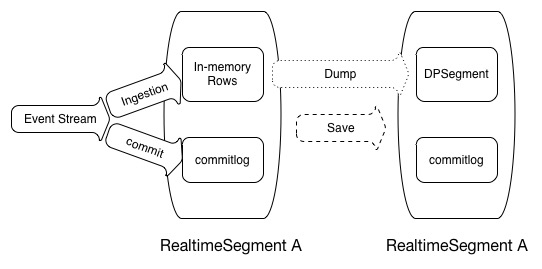 In-memory
Rows
Dump
DPSegment
Ingestion
Event Stream
Save
commit
commitlog
commitlog
RealtimeSegment A
RealtimeSegment A